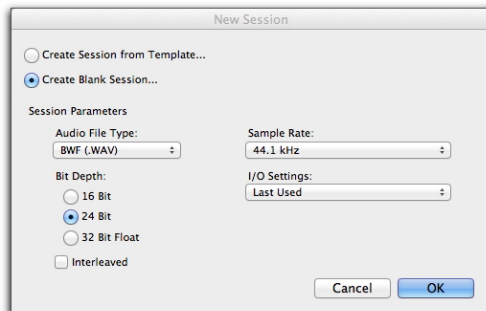 New Session
Create Session from Template...
Create Blank Session...
Session Parameters
Audio File Type:
BWF (.WAV)
Sample Rate:
44.1 kHz
Bit Depth:
16 Bit
24 Bit
32 Bit Float
I/O Settings:
Last Used
Interleaved
Cancel
OK